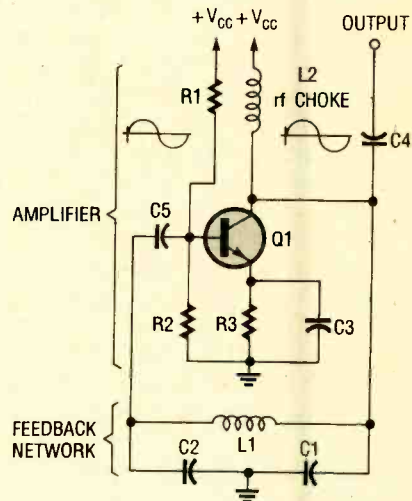 +VCC +VCC
OUTPUT
R1
L2
rf CHOKE
C4
AMPLIFIER
C5
Q1
R2
R3
C3
FEEDBACK
NETWORK
L1
C2
C1